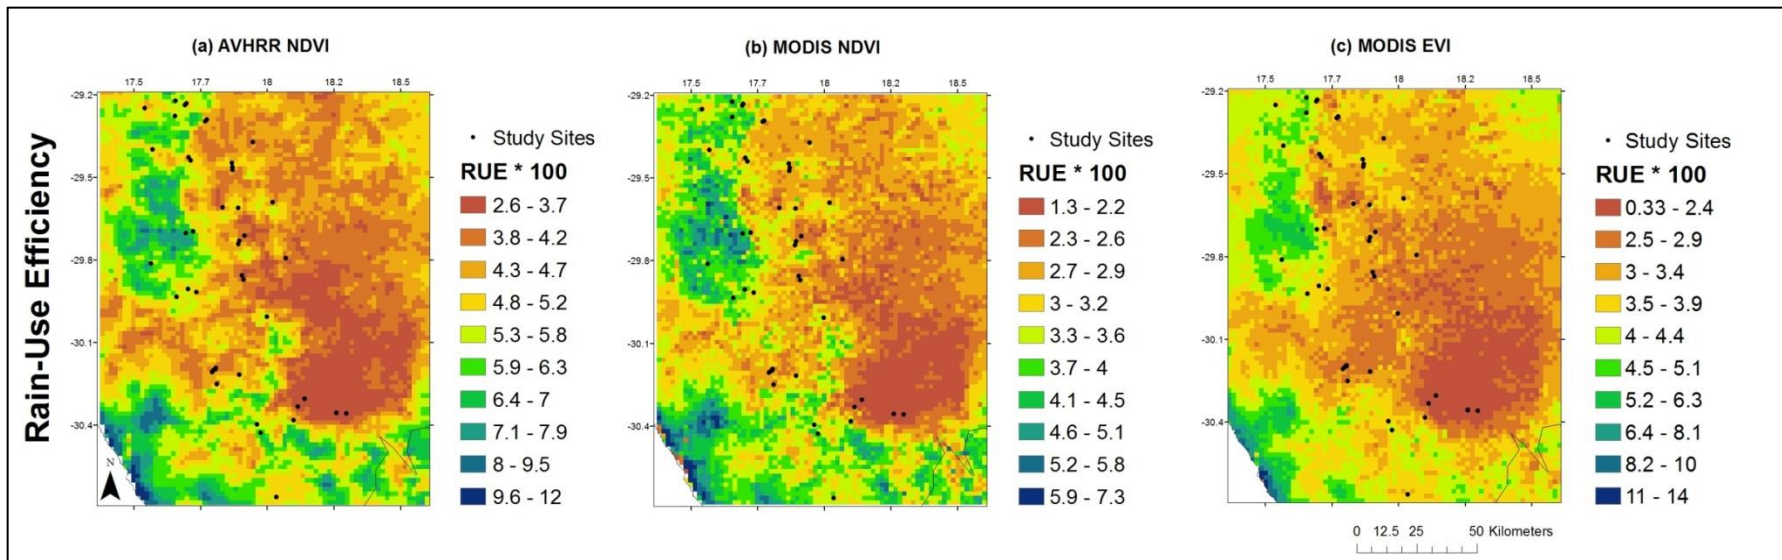 Rain-Use Efficiency
(a) AVHRR NDVI
17.5 17.7 18 18.2 18.5
-29.2
-29.5
-29.8
-30.1
-30.4
N
Study Sites
RUE * 100
2.6 - 3.7
3.8 - 4.2
4.3 - 4.7
4.8 - 5.2
5.3 - 5.8
5.9 - 6.3
6.4 - 7
7.1 - 7.9
8 - 9.5
9.6 - 12
(b) MODIS NDVI
17.5 17.7 18 18.2 18.5
-29.2
-29.5
-29.8
-30.1
-30.4
Study Sites
RUE * 100
1.3 - 2.2
2.3 - 2.6
2.7 - 2.9
3 - 3.2
3.3 - 3.6
3.7 - 4
4.1 - 4.5
4.6 - 5.1
5.2 - 5.8
5.9 - 7.3
(c) MODIS EVI
17.5 17.7 18 18.2 18.5
-29.2
-29.5
-29.8
-30.1
-30.4
Study Sites
RUE * 100
0.33 - 2.4
2.5 - 2.9
3 - 3.4
3.5 - 3.9
4 - 4.4
4.5 - 5.1
5.2 - 6.3
6.4 - 8.1
8.2 - 10
11 - 14
0 12.5 25 50 Kilometers